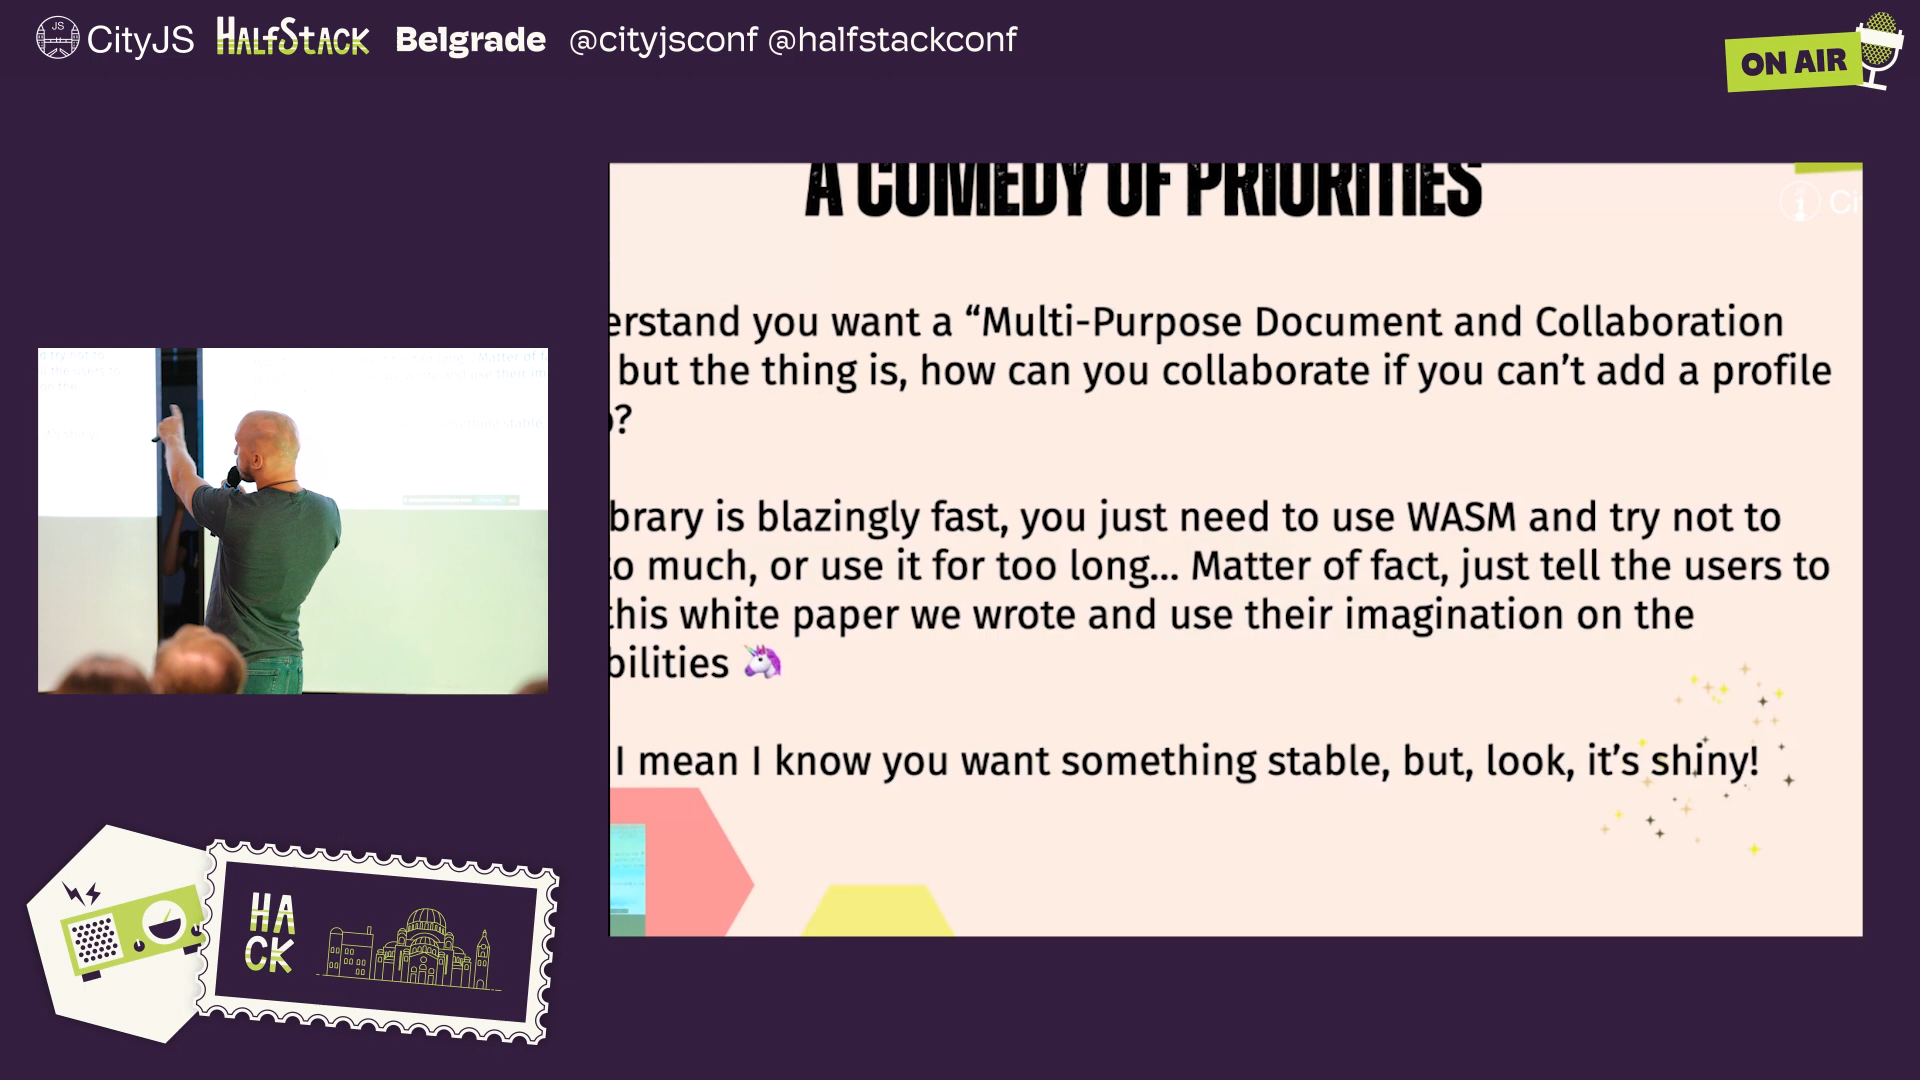 JS
CityJS HALFSTACK Belgrade @cityjsconf @halfstackconf
ON AIR
A COMEDY OF PRIORITIES
Ci
erstand you want a “Multi-Purpose Document and Collaboration
but the thing is, how can you collaborate if you can’t add a profile
?
brary is blazingly fast, you just need to use WASM and try not to
to much, or use it for too long... Matter of fact, just tell the users to
this white paper we wrote and use their imagination on the
bilities 🦄
I mean I know you want something stable, but, look, it’s shiny!
HA
CK